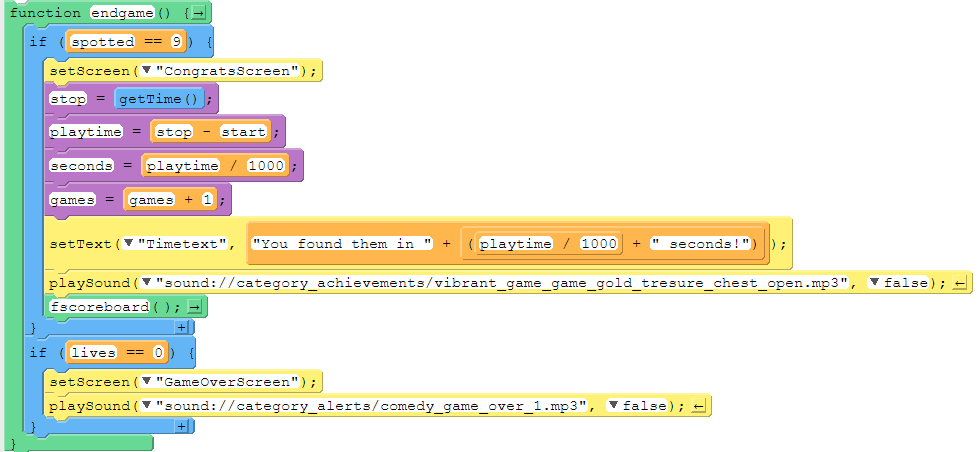 function endgame() {→
if (spotted == 9) {
setScreen(▼"CongratsScreen");
stop = getTime();
playtime = stop - start;
seconds = playtime / 1000;
games = games + 1;
setText(▼"Timetext", "You found them in " + (playtime / 1000 + " seconds!"));
playSound(▼"sound://category_achievements/vibrant_game_game_gold_tresure_chest_open.mp3", ▼false);←
fscoreboard();→
} +
if (lives == 0) {
setScreen(▼"GameOverScreen");
playSound(▼"sound://category_alerts/comedy_game_over_1.mp3", ▼false);←
} +
}